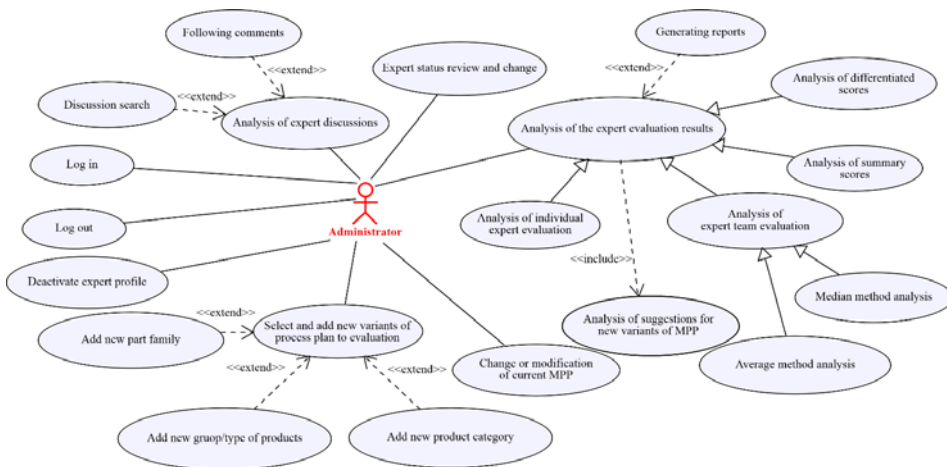 Following comments
Generating reports
<<extend>>
Expert status review and change
<<extend>>
Analysis of differentiated
scores
Discussion search
<<extend>>
Analysis of expert discussions
Analysis of the expert evaluation results
Log in
Analysis of summary
scores
Log out
Administrator
Analysis of individual
expert evaluation
Analysis of
expert team evaluation
<<include>>
Deactivate expert profile
Median method analysis
<<extend>>
Add new part family
Select and add new variants of
process plan to evaluation
Analysis of suggestions for
new variants of MPP
Change or modification
of current MPP
Average method analysis
<<extend>>
<<extend>>
Add new gruop/type of products
Add new product category